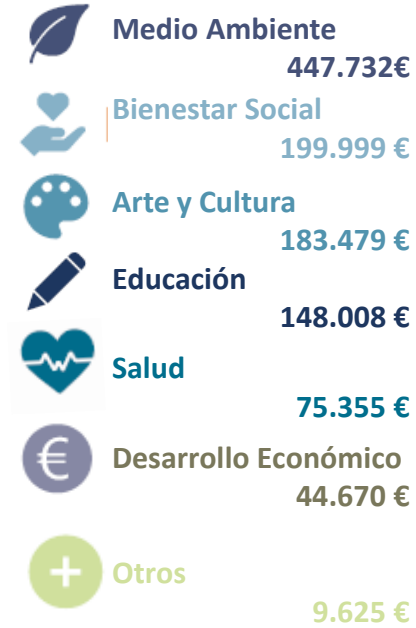 Medio Ambiente
447.732€
Bienestar Social
199.999 €
Arte y Cultura
183.479 €
Educación
148.008 €
Salud
75.355 €
€ Desarrollo Económico
44.670 €
Otros
9.625 €